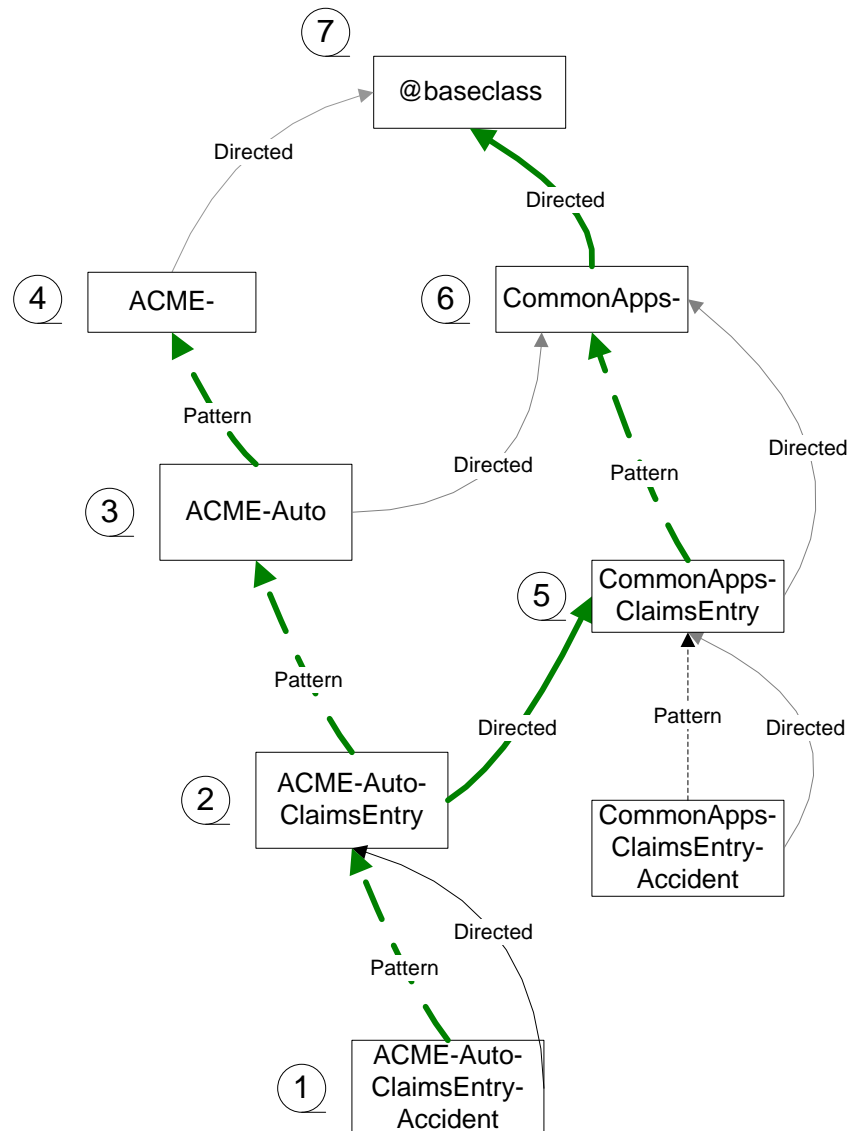 7
@baseclass
Directed
Directed
4
ACME-
6
CommonApps-
Pattern
Directed
Directed
Pattern
3
ACME-Auto
5
CommonApps-
ClaimsEntry
Pattern
Directed
Pattern
Directed
2
ACME-Auto-
ClaimsEntry
CommonApps-
ClaimsEntry-
Accident
Directed
Pattern
1
ACME-Auto-
ClaimsEntry-
Accident